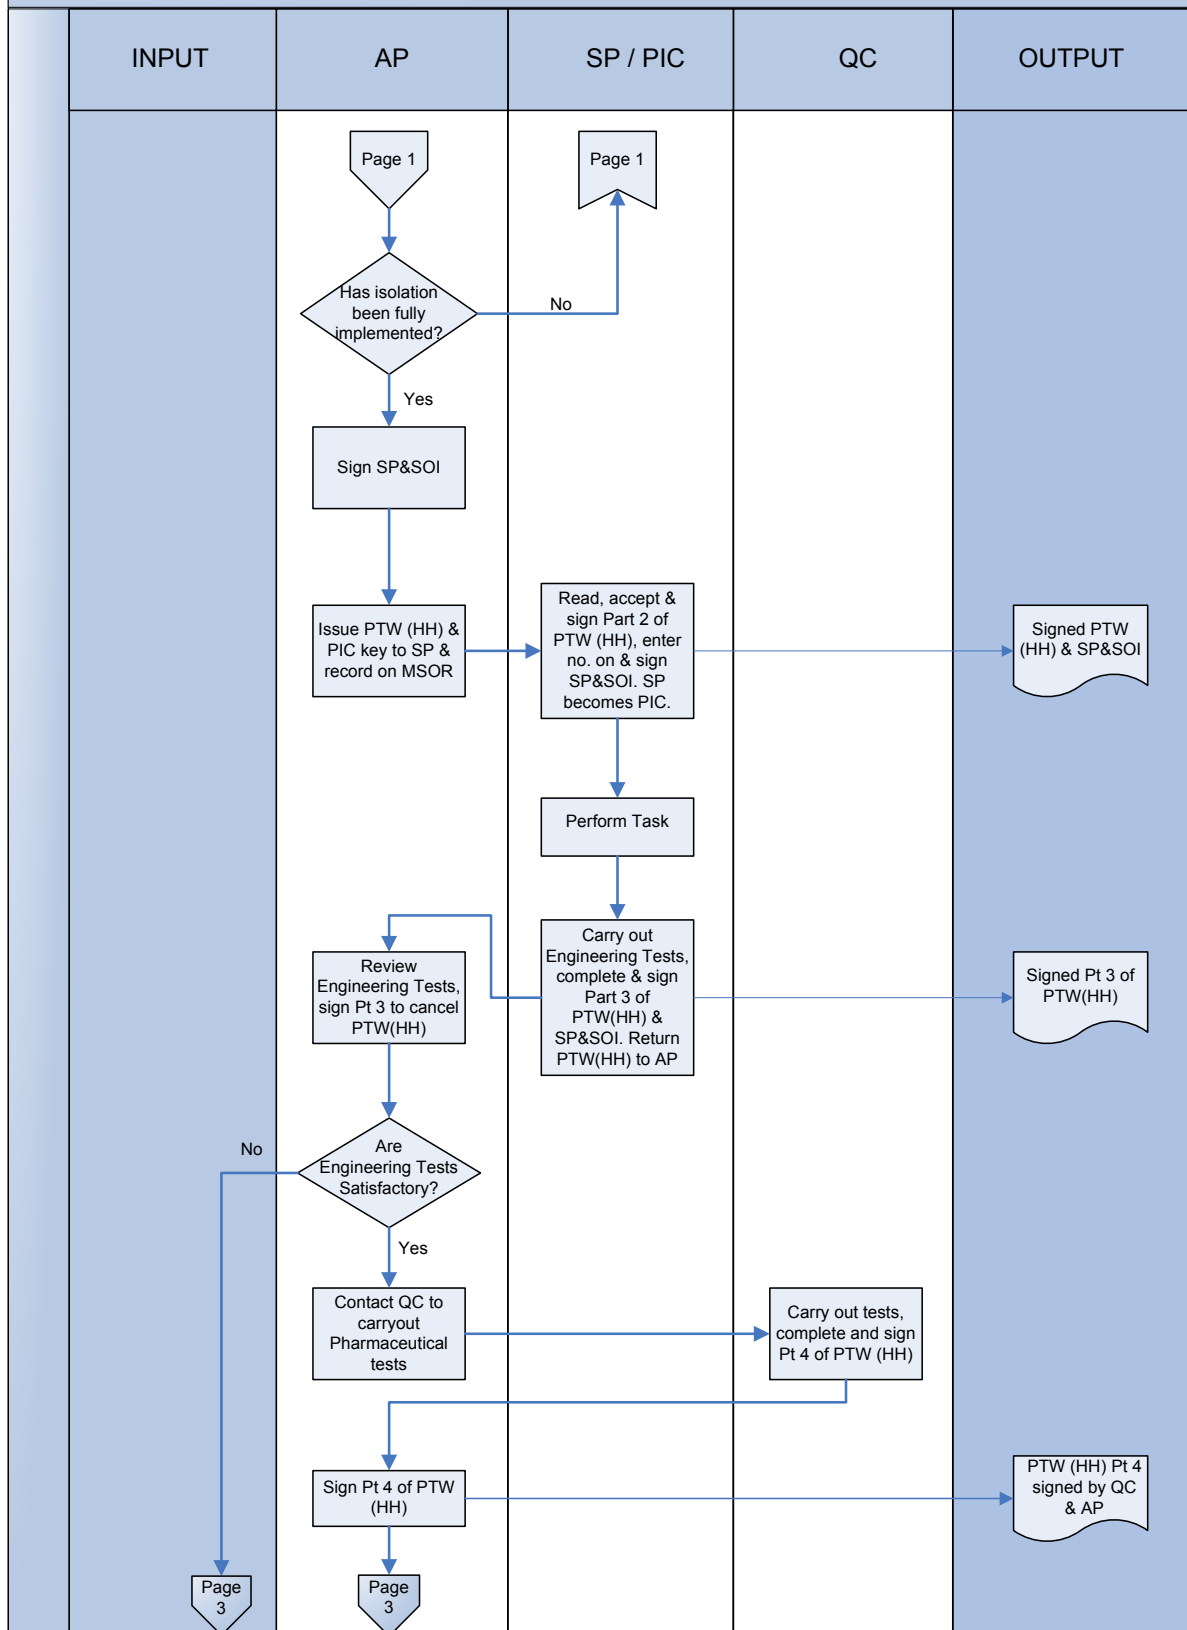 INPUT
AP
SP / PIC
QC
OUTPUT
Page 1
Page 1
Has isolation
been fully
implemented?
No
Yes
Sign SP&SOI
Issue PTW (HH) &
PIC key to SP &
record on MSOR
Read, accept &
sign Part 2 of
PTW (HH), enter
no. on & sign
SP&SOI. SP
becomes PIC.
Signed PTW
(HH) & SP&SOI
Perform Task
Carry out
Engineering Tests,
complete & sign
Part 3 of
PTW(HH) &
SP&SOI. Return
PTW(HH) to AP
Review
Engineering Tests,
sign Pt 3 to cancel
PTW(HH)
Signed Pt 3 of
PTW(HH)
Are
Engineering Tests
Satisfactory?
No
Yes
Contact QC to
carryout
Pharmaceutical
tests
Carry out tests,
complete and sign
Pt 4 of PTW (HH)
Sign Pt 4 of PTW
(HH)
PTW (HH) Pt 4
signed by QC
& AP
Page
3
Page
3